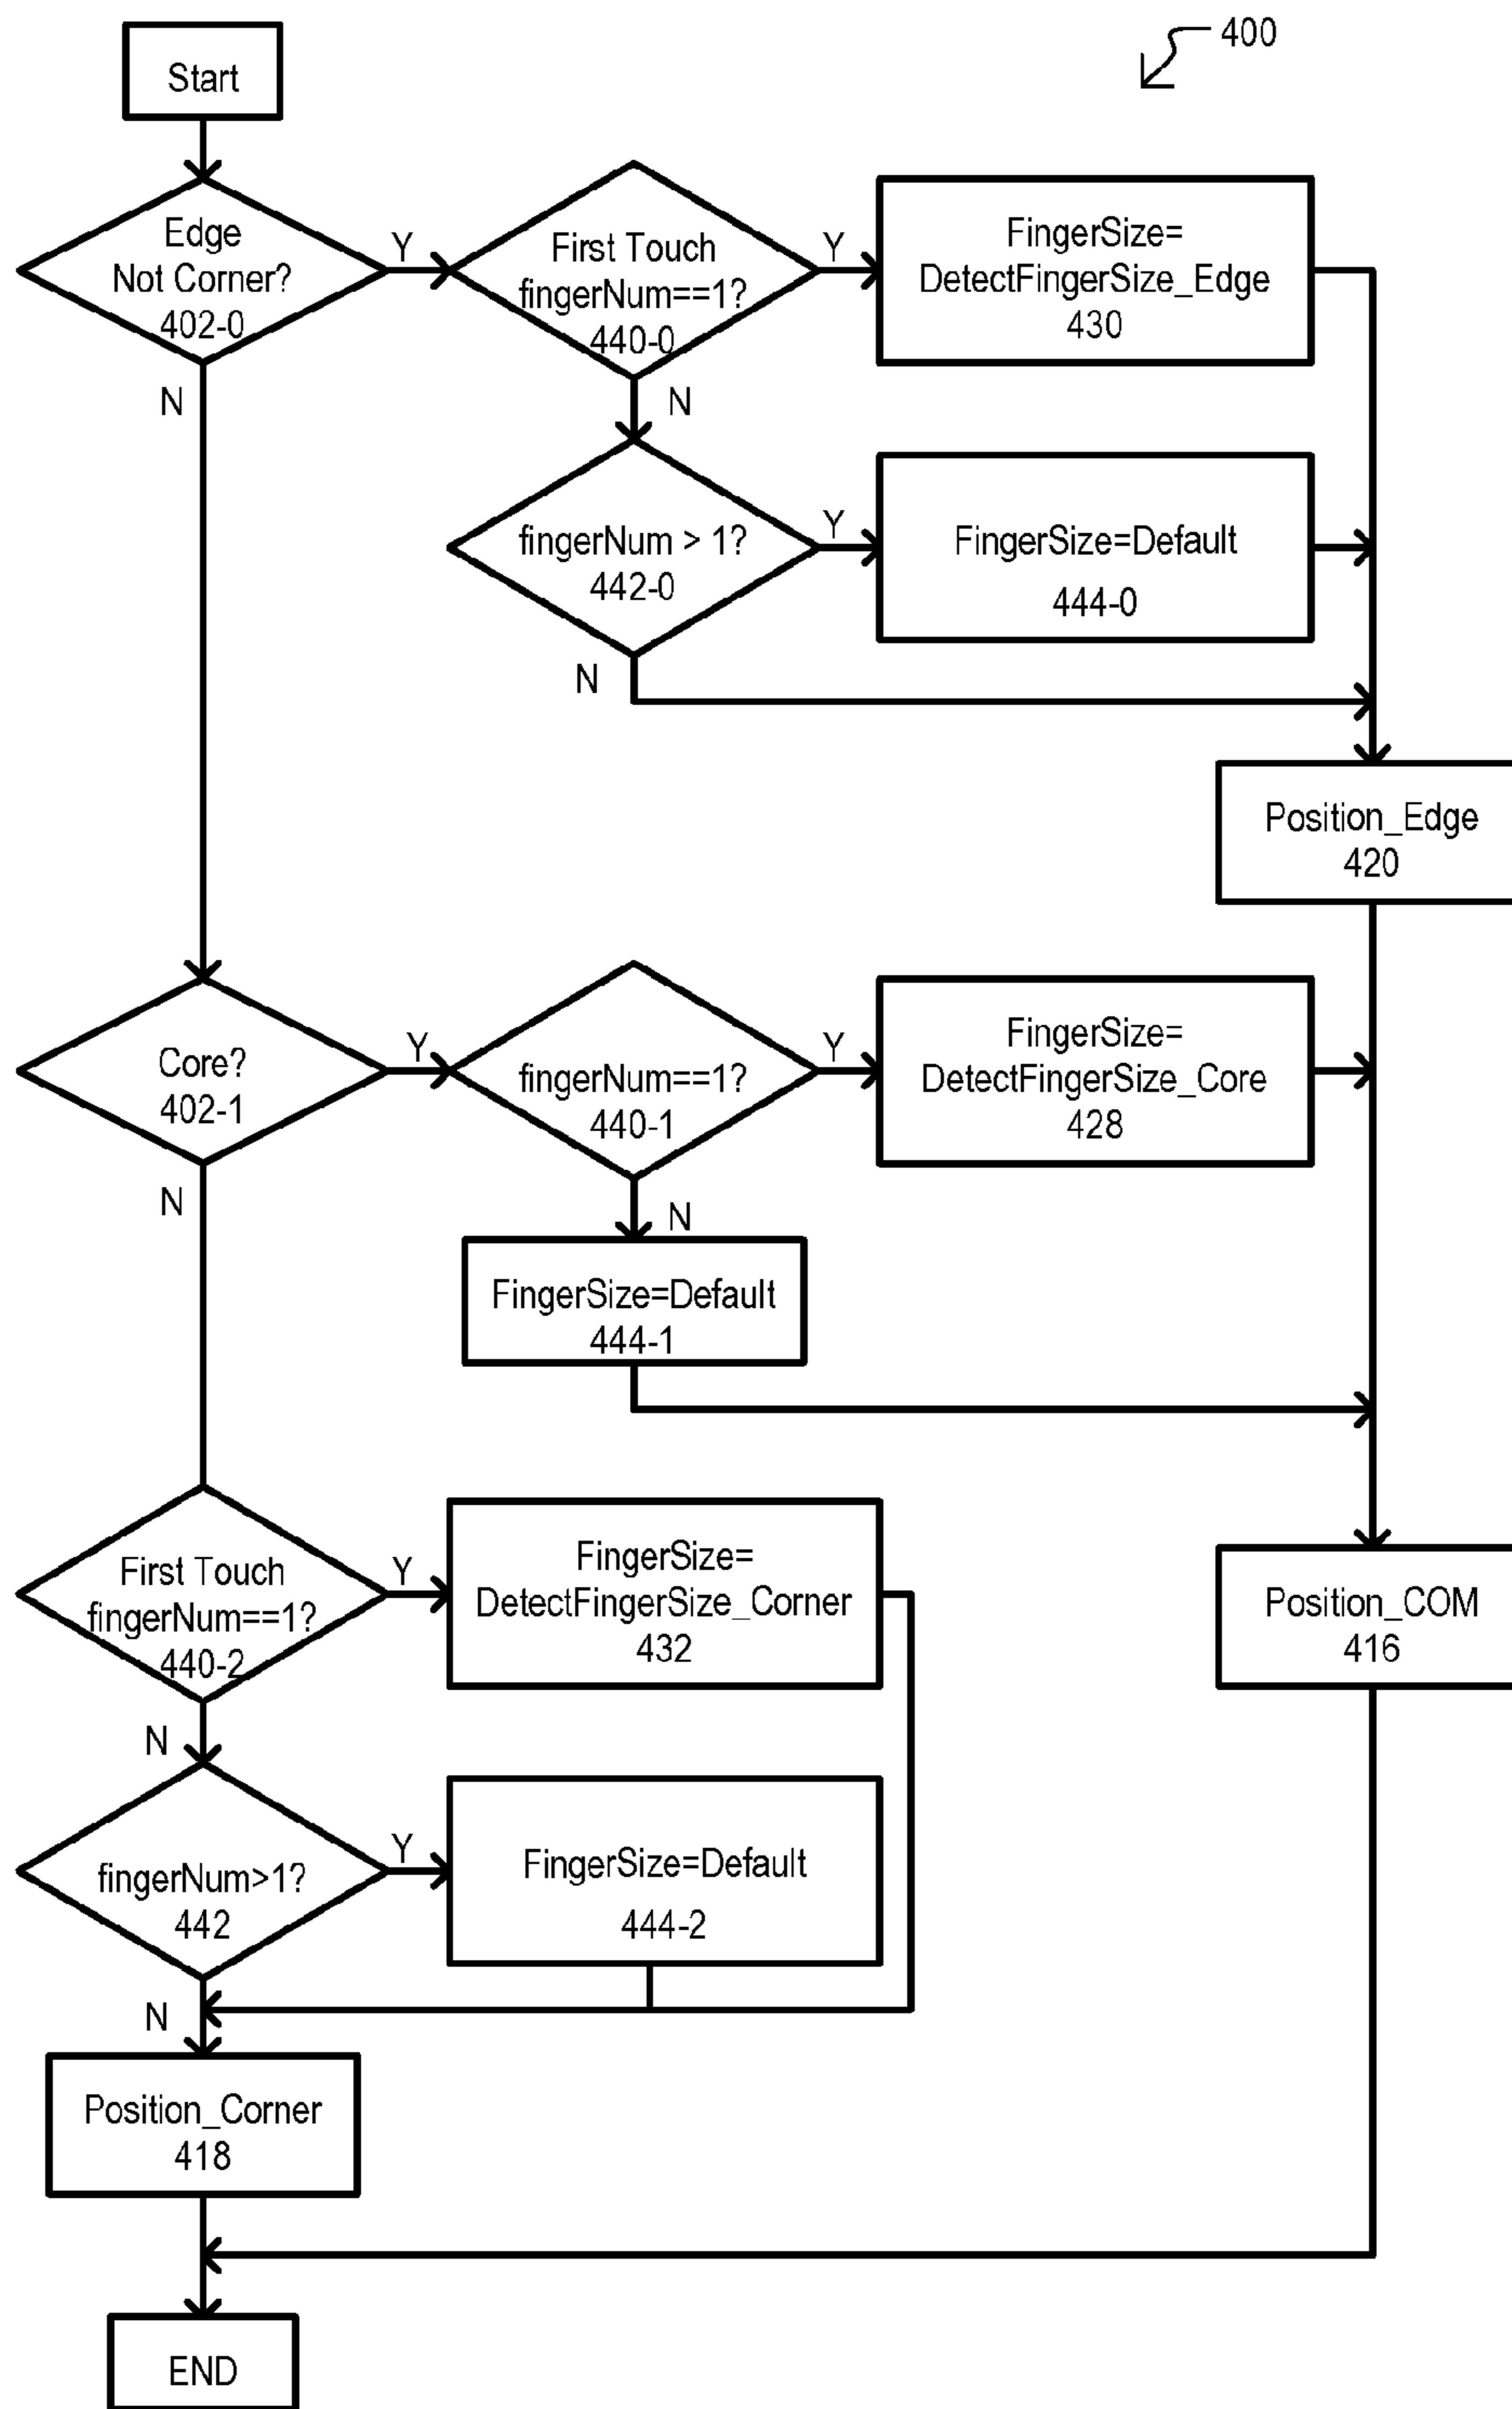 400
Start
Edge
Not Corner?
402-0
Y
First Touch
fingerNum==1?
440-0
Y
FingerSize=
DetectFingerSize_Edge
430
N
N
fingerNum > 1?
442-0
Y
FingerSize=Default
444-0
N
Position_Edge
420
Core?
402-1
Y
fingerNum==1?
440-1
Y
FingerSize=
DetectFingerSize_Core
428
N
N
FingerSize=Default
444-1
First Touch
fingerNum==1?
440-2
Y
FingerSize=
DetectFingerSize_Corner
432
Position_COM
416
N
fingerNum>1?
442
Y
FingerSize=Default
444-2
N
Position_Corner
418
END